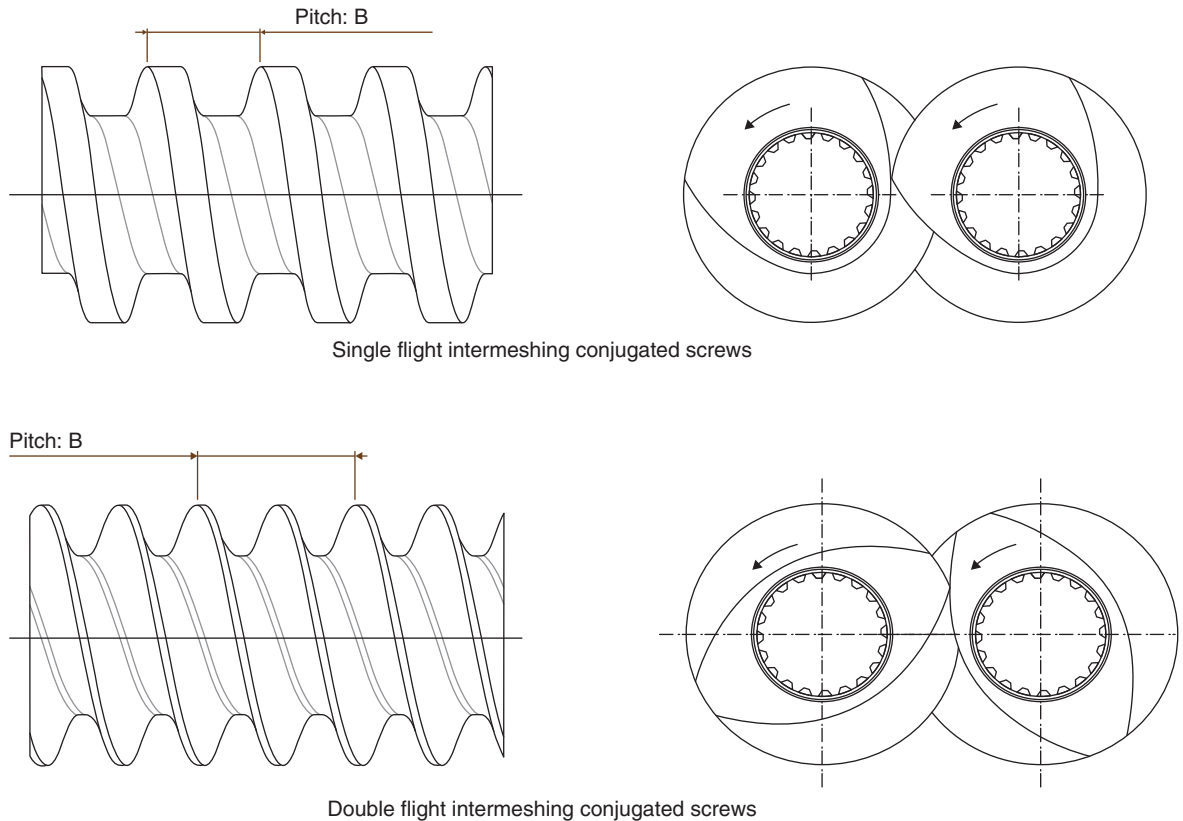 Pitch: B
Single flight intermeshing conjugated screws
Pitch: B
Double flight intermeshing conjugated screws